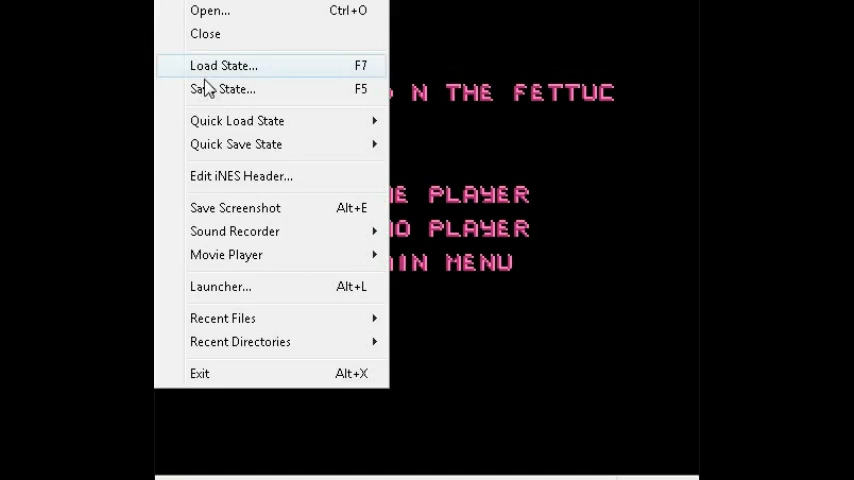 Open... Ctrl+O
Close
Load State... F7
Save State... F5
N THE FETTUC
Quick Load State
Quick Save State
Edit iNES Header...
E PLAYER
Save Screenshot Alt+E
O PLAYER
Sound Recorder
Movie Player
IN MENU
Launcher... Alt+L
Recent Files
Recent Directories
Exit Alt+X